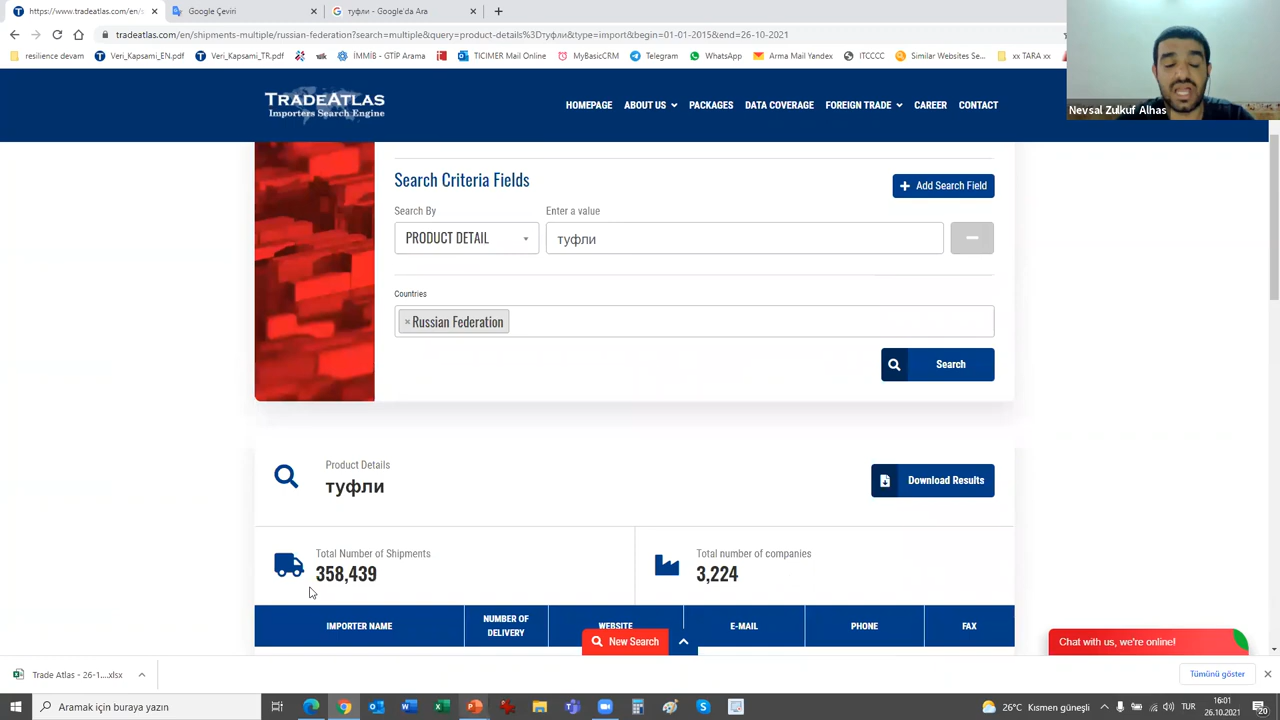 https://www.tradeatlas.com/en/s
Google Çeviri
туфли - Google'da Ara
tradeatlas.com/en/shipments-multiple/russian-federation?search=multiple&query=product-details%3Dтуфли&type=import&begin=01-01-2015&end=26-10-2021
resilience devam
Veri_Kapsami_EN.pdf
Veri_Kapsamı_TR.pdf
İMMİB - GTİP Arama
TICIMER Mail Online
MyBasicCRM
Telegram
WhatsApp
Arma Mail Yandex
ITCCCC
Similar Websites Se...
xx TARA xx
Nevsal Zulkuf Alhas
TRADEATLAS
Importers Search Engine
HOMEPAGE
ABOUT US
PACKAGES
DATA COVERAGE
FOREIGN TRADE
CAREER
CONTACT
Search Criteria Fields
Add Search Field
Search By
Enter a value
PRODUCT DETAIL
туфли
Countries
× Russian Federation
Search
Product Details
туфли
Download Results
Total Number of Shipments
358,439
Total number of companies
3,224
IMPORTER NAME
NUMBER OF
DELIVERY
WEBSITE
E-MAIL
PHONE
FAX
New Search
Chat with us, we're online!
Trade Atlas - 26-1....xlsx
Tümünü göster
Aramak için buraya yazın
26°C Kısmen güneşli
TUR
16:01
26.10.2021
20